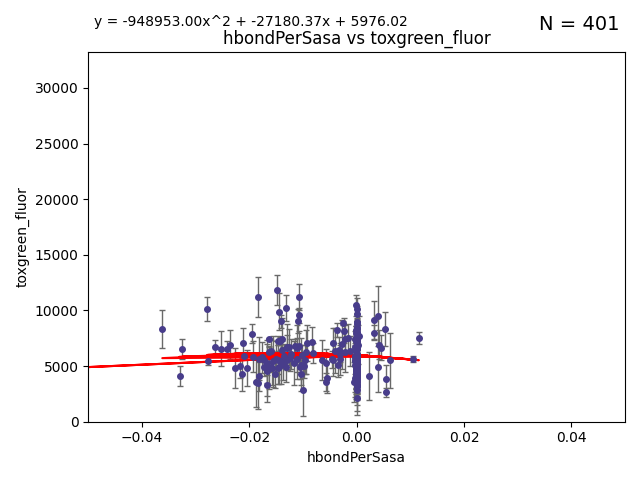 y = -948953.00x^2 + -27180.37x + 5976.02
N = 401
hbondPerSasa vs toxgreen_fluor
30000
25000
20000
15000
10000
5000
0
toxgreen_fluor
−0.04
−0.02
0.00
0.02
0.04
hbondPerSasa